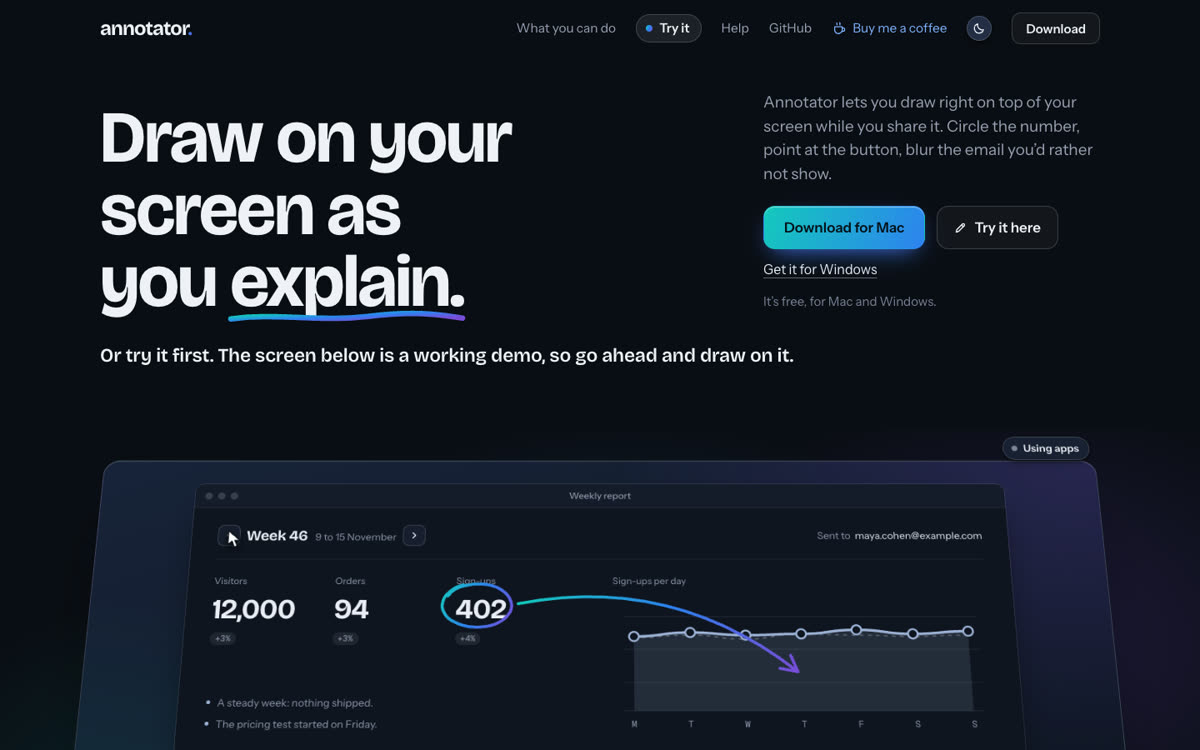 annotator.
What you can do
Try it
Help
GitHub
Buy me a coffee
Download
Draw on your
screen as
you explain.
Annotator lets you draw right on top of your
screen while you share it. Circle the number,
point at the button, blur the email you’d rather
not show.
Download for Mac
Try it here
Get it for Windows
It’s free, for Mac and Windows.
Or try it first. The screen below is a working demo, so go ahead and draw on it.
Using apps
Weekly report
Week 46 9 to 15 November
Sent to maya.cohen@example.com
Visitors
12,000
+3%
Orders
94
+3%
Sign-ups
402
+4%
Sign-ups per day
M T W T F S S
A steady week: nothing shipped.
The pricing test started on Friday.